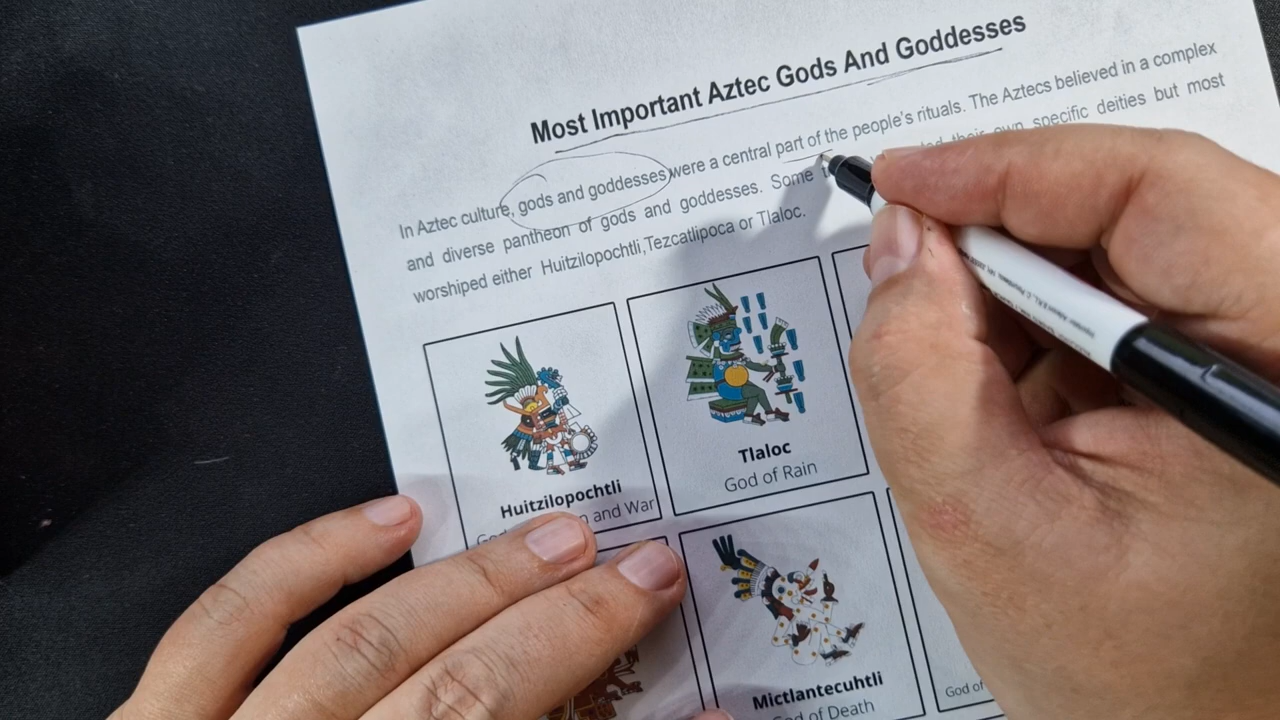 Most Important Aztec Gods And Goddesses
In Aztec culture, gods and goddesses were a central part of the people's rituals. The Aztecs believed in a complex
and diverse pantheon of gods and goddesses. Some their own specific deities but most
worshiped either Huitzilopochtli,Tezcatlipoca or Tlaloc.
Huitzilopochtli
and War
Tlaloc
God of Rain
Mictlantecuhtli
God of Death
God of